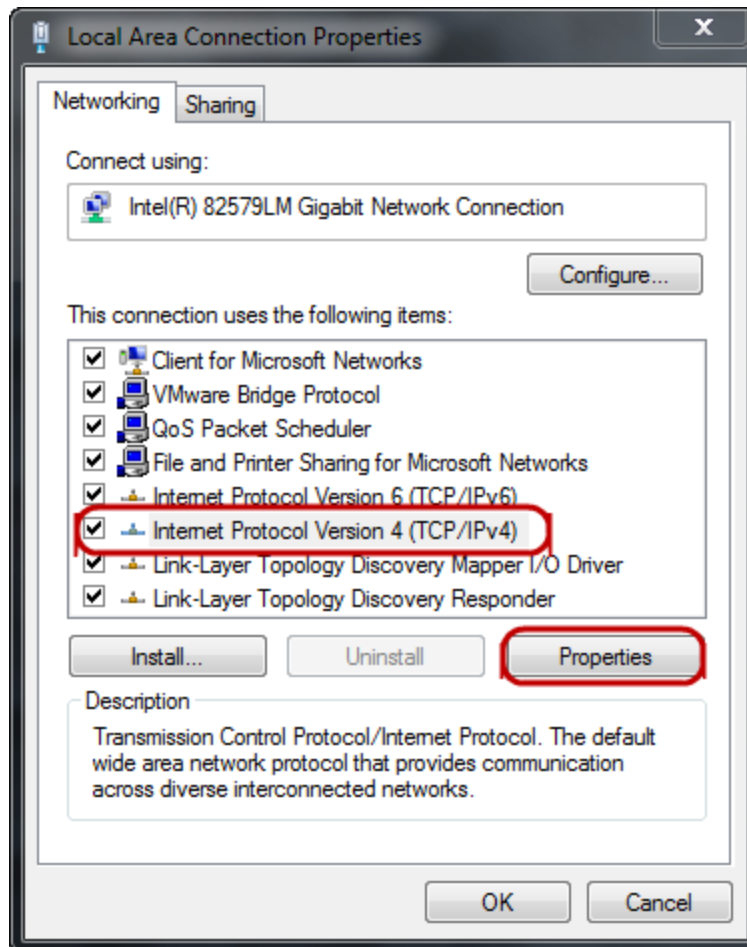 Local Area Connection Properties
Networking
Sharing
Connect using:
Intel(R) 82579LM Gigabit Network Connection
Configure...
This connection uses the following items:
Client for Microsoft Networks
VMware Bridge Protocol
QoS Packet Scheduler
File and Printer Sharing for Microsoft Networks
Internet Protocol Version 6 (TCP/IPv6)
Internet Protocol Version 4 (TCP/IPv4)
Link-Layer Topology Discovery Mapper I/O Driver
Link-Layer Topology Discovery Responder
Install...
Uninstall
Properties
Description
Transmission Control Protocol/Internet Protocol. The default
wide area network protocol that provides communication
across diverse interconnected networks.
OK
Cancel